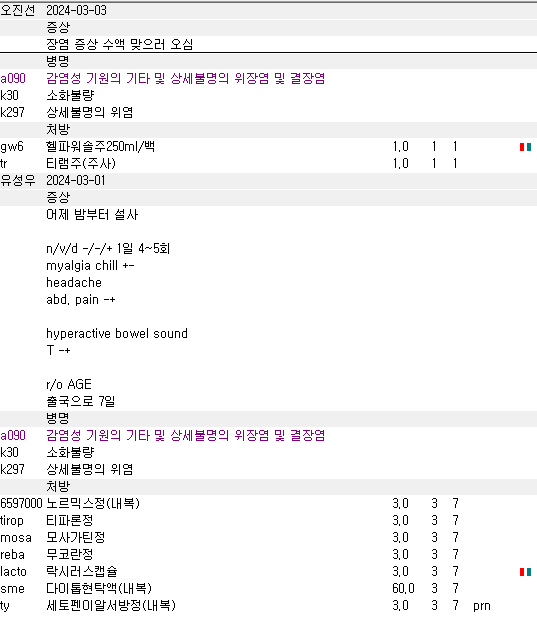 오진선 2024-03-03
증상
장염 증상 수액 맞으러 오심
병명
a090 감염성 기원의 기타 및 상세불명의 위장염 및 결장염
k30 소화불량
k297 상세불명의 위염
처방
gw6 헬파워솔주250ml/백 1.0 1 1
tr 티램주(주사) 1.0 1 1
유성우 2024-03-01
증상
어제 밤부터 설사
n/v/d -/-/+ 1일 4~5회
myalgia chill +-
headache
abd. pain -+
hyperactive bowel sound
T -+
r/o AGE
출국으로 7일
병명
a090 감염성 기원의 기타 및 상세불명의 위장염 및 결장염
k30 소화불량
k297 상세불명의 위염
처방
6597000 노르믹스정(내복) 3.0 3 7
tirop 티파론정 3.0 3 7
mosa 모사가틴정 3.0 3 7
reba 무코란정 3.0 3 7
lacto 락시러스캡슐 3.0 3 7
sme 다이톱현탁액(내복) 60.0 3 7
ty 세토펜이알서방정(내복) 3.0 3 7 prn